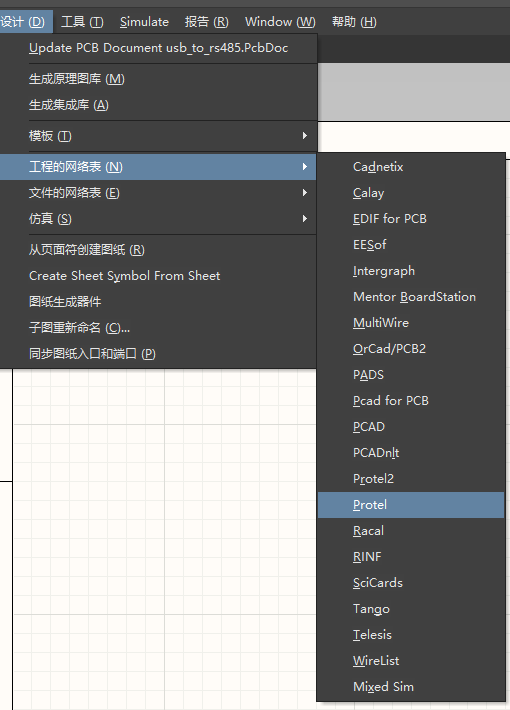 设计 (D) 工具 (T) Simulate 报告 (R) Window (W) 帮助 (H)
Update PCB Document usb_to_rs485.PcbDoc
生成原理图库 (M)
生成集成库 (A)
模板 (T)
工程的网络表 (N)
文件的网络表 (E)
仿真 (S)
从页面符创建图纸 (R)
Create Sheet Symbol From Sheet
图纸生成器件
子图重新命名 (C)...
同步图纸入口和端口 (P)
Cadnetix
Calay
EDIF for PCB
EESof
Intergraph
Mentor BoardStation
MultiWire
OrCad/PCB2
PADS
Pcad for PCB
PCAD
PCADnlt
Protel2
Protel
Racal
RINF
SciCards
Tango
Telesis
WireList
Mixed Sim